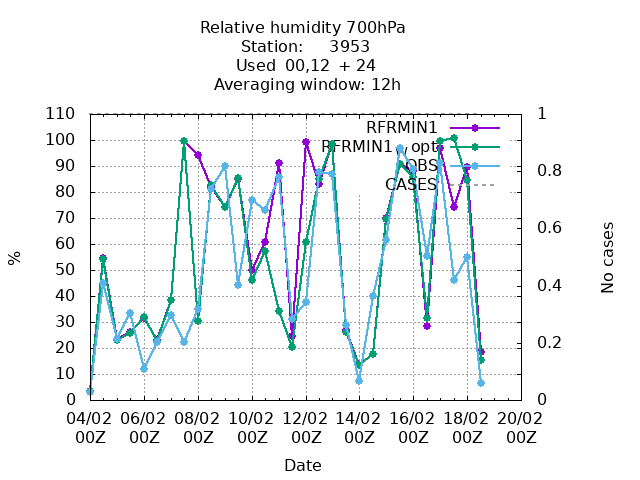 Relative humidity 700hPa
Station: 3953
Used 00,12 + 24
Averaging window: 12h
110 100 90 80 70 60 50 40 30 20 10 0
%
1 0.8 0.6 0.4 0.2 0
No cases
RFRMIN1
RFRMIN1_opt
OBS
CASES
04/02 06/02 08/02 10/02 12/02 14/02 16/02 18/02 20/02
00Z 00Z 00Z 00Z 00Z 00Z 00Z 00Z 00Z
Date